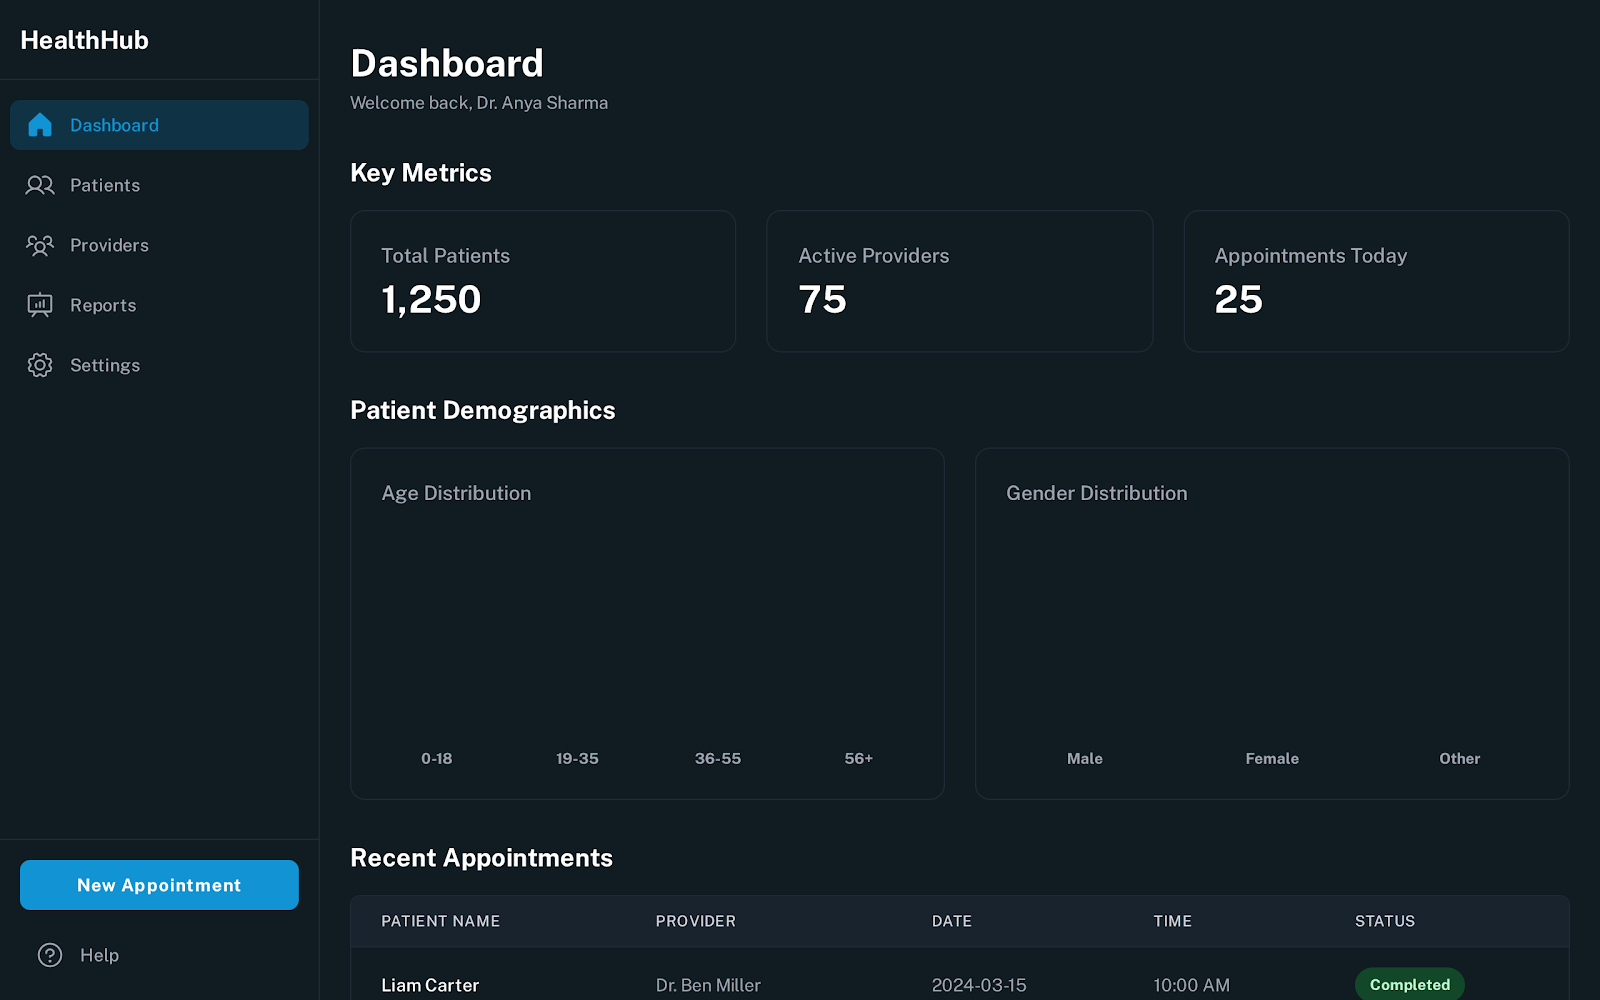 HealthHub
Dashboard
Patients
Providers
Reports
Settings
New Appointment
Help
Dashboard
Welcome back, Dr. Anya Sharma
Key Metrics
Total Patients
1,250
Active Providers
75
Appointments Today
25
Patient Demographics
Age Distribution
0-18 19-35 36-55 56+
Gender Distribution
Male Female Other
Recent Appointments
PATIENT NAME PROVIDER DATE TIME STATUS
Liam Carter Dr. Ben Miller 2024-03-15 10:00 AM Completed